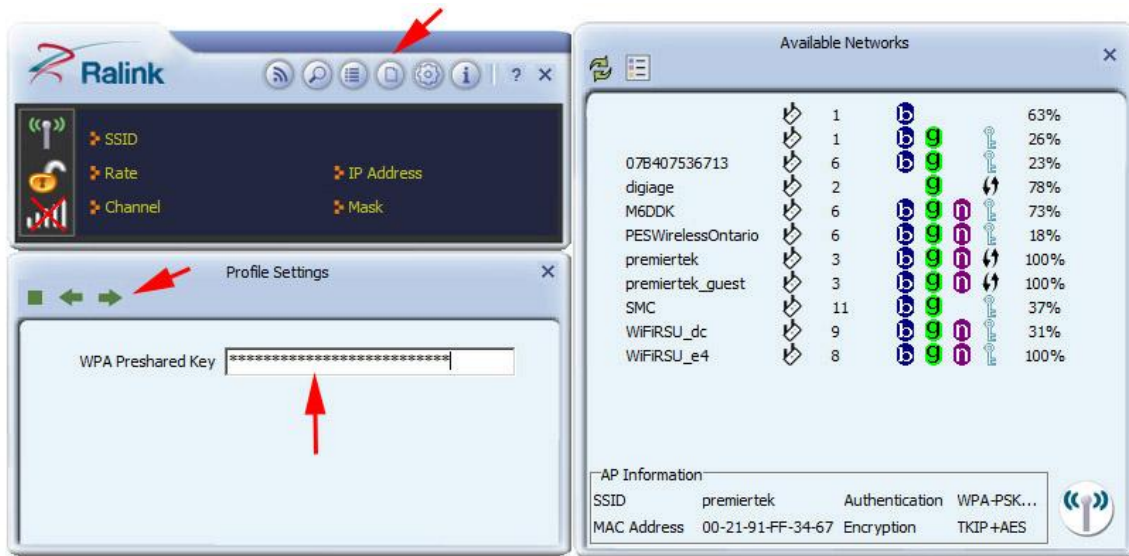 Ralink
? ×
SSID
Rate
IP Address
Channel
Mask
Profile Settings
WPA Preshared Key **************************
Available Networks
1 b 63%
1 b g 26%
07B407536713 6 b g 23%
digiage 2 g 78%
M6DDK 6 b g n 73%
PESWirelessOntario 6 b g n 18%
premiertek 3 b g n 100%
premiertek_guest 3 b g n 100%
SMC 11 b g 37%
WiFiRSU_dc 9 b g n 31%
WiFiRSU_e4 8 b g n 100%
AP Information
SSID premiertek Authentication WPA-PSK...
MAC Address 00-21-91-FF-34-67 Encryption TKIP+AES